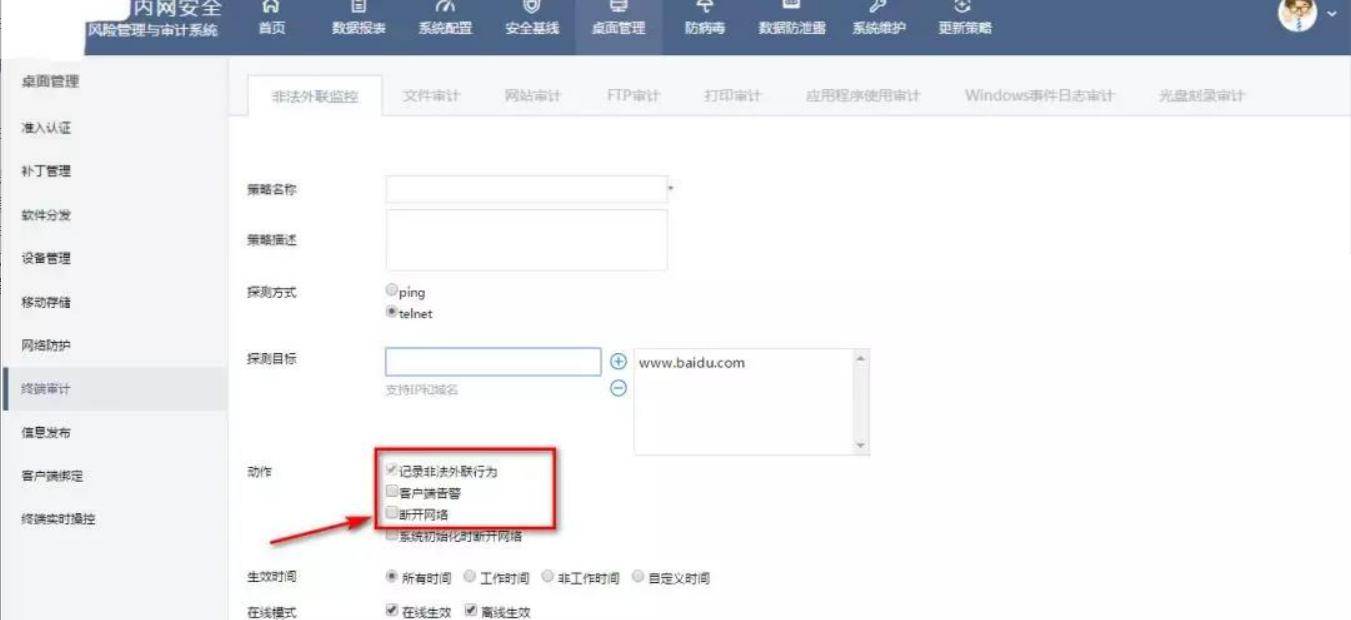 内网安全
风险管理与审计系统
首页 数据报表 系统配置 安全基线 桌面管理 防病毒 数据防泄露 系统维护 更新策略
桌面管理
准入认证
补丁管理
软件分发
设备管理
移动存储
网络防护
终端审计
信息发布
客户端绑定
终端实时操控
非法外联监控 文件审计 网站审计 FTP审计 打印审计 应用程序使用审计 Windows事件日志审计 光盘刻录审计
策略名称 *
策略描述
探测方式 ping
telnet
探测目标 www.baidu.com
支持IP和域名
动作 记录非法外联行为
客户端告警
断开网络
系统初始化时断开网络
生效时间 所有时间 工作时间 非工作时间 自定义时间
在线模式 在线生效 离线生效